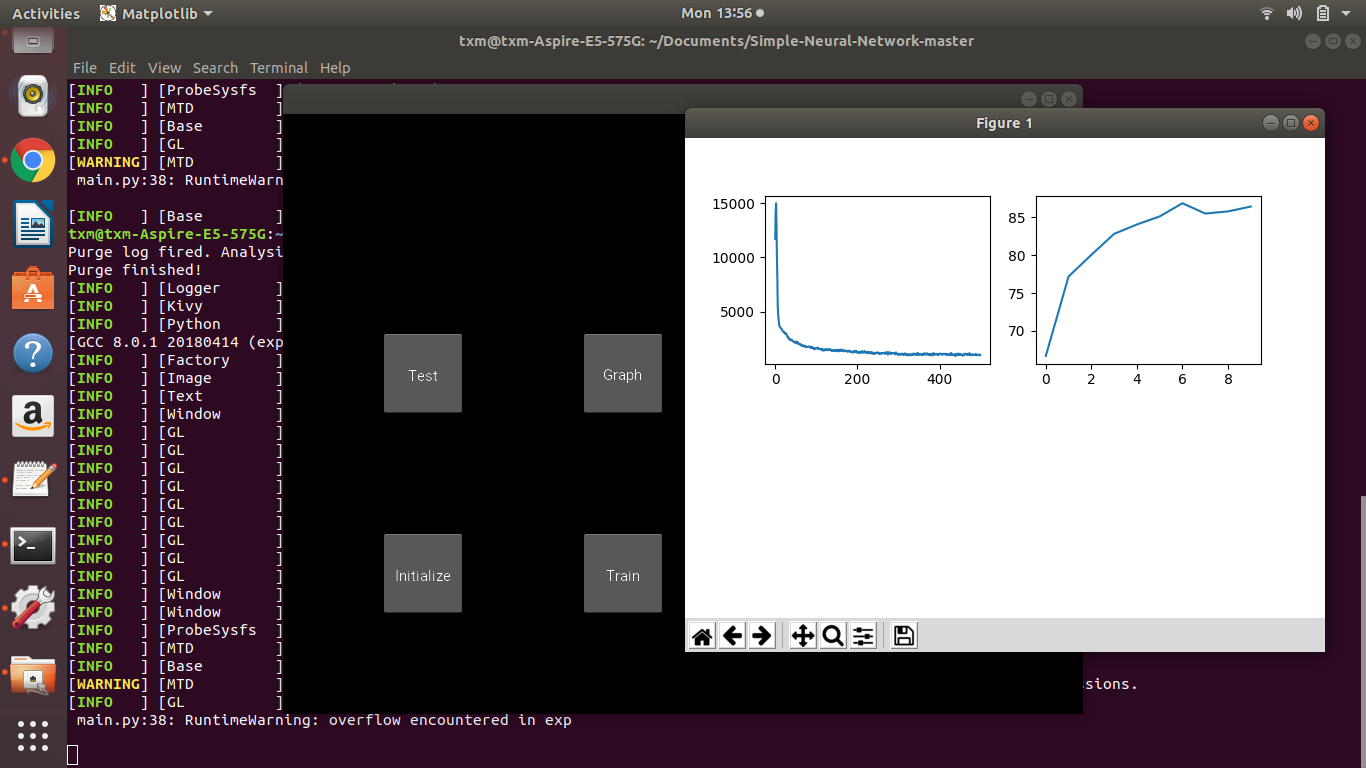 Activities Matplotlib Mon 13:56
txm@txm-Aspire-E5-575G: ~/Documents/Simple-Neural-Network-master
File Edit View Search Terminal Help
[INFO ] [ProbeSysfs ]
[INFO ] [MTD ]
[INFO ] [Base ]
[INFO ] [GL ]
[WARNING] [MTD ]
main.py:38: RuntimeWarn
[INFO ] [Base ]
txm@txm-Aspire-E5-575G:~
Purge log fired. Analysi
Purge finished!
[INFO ] [Logger ]
[INFO ] [Kivy ]
[INFO ] [Python ]
[GCC 8.0.1 20180414 (exp
[INFO ] [Factory ]
[INFO ] [Image ]
[INFO ] [Text ]
[INFO ] [Window ]
[INFO ] [GL ]
[INFO ] [GL ]
[INFO ] [GL ]
[INFO ] [GL ]
[INFO ] [GL ]
[INFO ] [GL ]
[INFO ] [GL ]
[INFO ] [GL ]
[INFO ] [GL ]
[INFO ] [Window ]
[INFO ] [Window ]
[INFO ] [ProbeSysfs ]
[INFO ] [MTD ]
[INFO ] [Base ]
[WARNING] [MTD ] sions.
[INFO ] [GL ]
main.py:38: RuntimeWarning: overflow encountered in exp
Test Graph
Initialize Train
Figure 1
15000
10000
5000
0 200 400
85
80
75
70
0 2 4 6 8